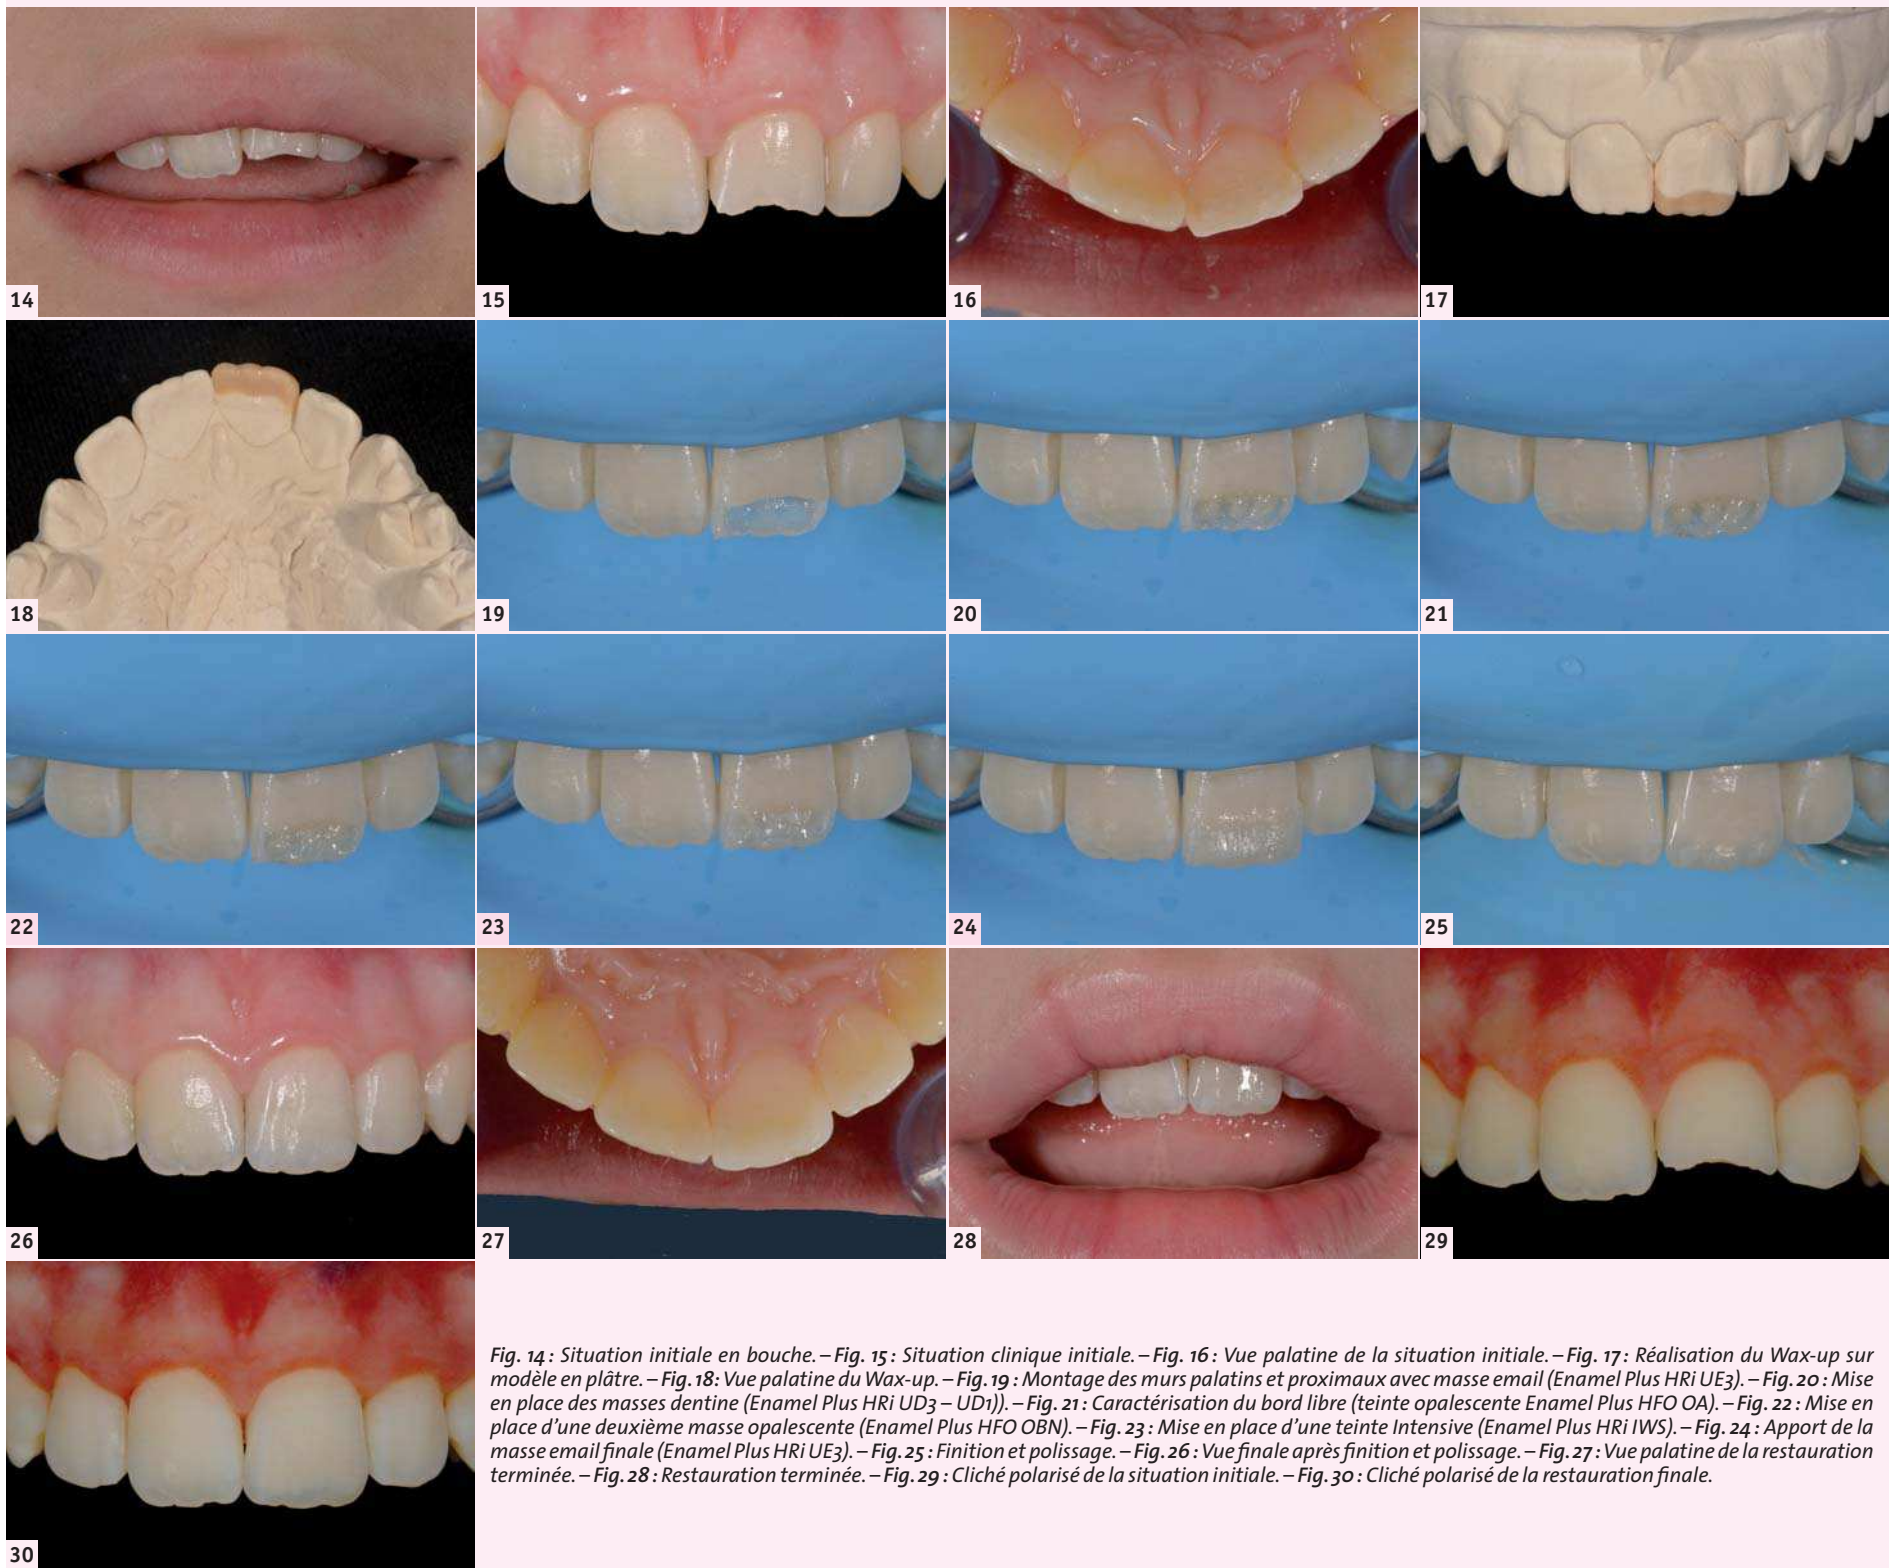 14
15
16
17
18
19
20
21
22
23
24
25
26
27
28
29
30
Fig. 14 : Situation initiale en bouche. – Fig. 15 : Situation clinique initiale. – Fig. 16 : Vue palatine de la situation initiale. – Fig. 17 : Réalisation du Wax-up sur
modèle en plâtre. – Fig. 18: Vue palatine du Wax-up. – Fig. 19 : Montage des murs palatins et proximaux avec masse email (Enamel Plus HRi UE3). – Fig. 20 : Mise
en place des masses dentine (Enamel Plus HRi UD3 – UD1)). – Fig. 21 : Caractérisation du bord libre (teinte opalescente Enamel Plus HFO OA). – Fig. 22 : Mise en
place d'une deuxième masse opalescente (Enamel Plus HFO OBN). – Fig. 23 : Mise en place d'une teinte Intensive (Enamel Plus HRi IWS). – Fig. 24 : Apport de la
masse email finale (Enamel Plus HRi UE3). – Fig. 25 : Finition et polissage. – Fig. 26 : Vue finale après finition et polissage. – Fig. 27 : Vue palatine de la restauration
terminée. – Fig. 28 : Restauration terminée. – Fig. 29 : Cliché polarisé de la situation initiale. – Fig. 30 : Cliché polarisé de la restauration finale.